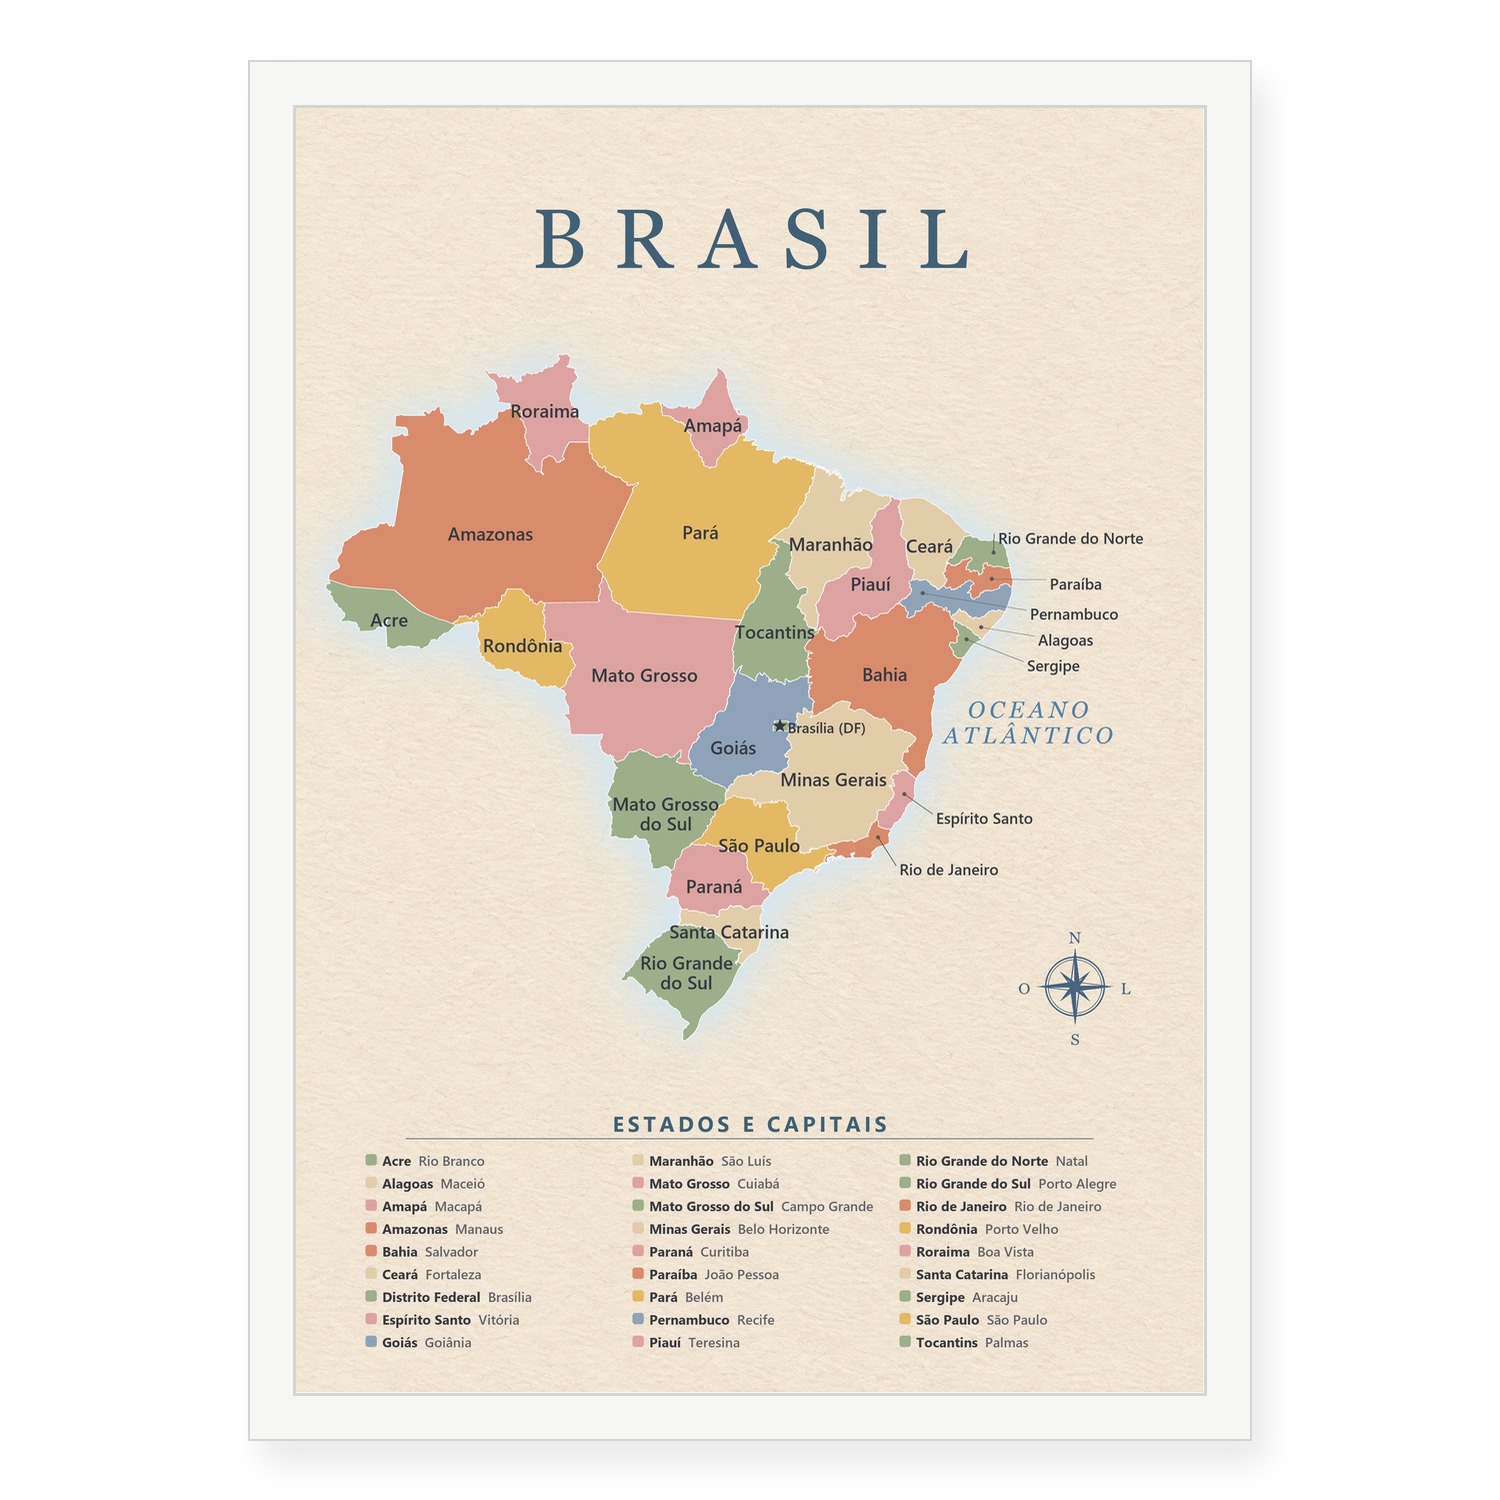 BRASIL
Roraima
Amapá
Amazonas
Pará
Maranhão
Ceará
Rio Grande do Norte
Piauí
Paraíba
Pernambuco
Acre
Tocantins
Alagoas
Rondônia
Sergipe
Mato Grosso
Bahia
OCEANO
ATLÂNTICO
Brasília (DF)
Goiás
Minas Gerais
Mato Grosso
do Sul
Espírito Santo
São Paulo
Rio de Janeiro
Paraná
Santa Catarina
Rio Grande
do Sul
N
O L
S
ESTADOS E CAPITAIS
Acre Rio Branco
Alagoas Maceió
Amapá Macapá
Amazonas Manaus
Bahia Salvador
Ceará Fortaleza
Distrito Federal Brasília
Espírito Santo Vitória
Goiás Goiânia
Maranhão São Luís
Mato Grosso Cuiabá
Mato Grosso do Sul Campo Grande
Minas Gerais Belo Horizonte
Paraná Curitiba
Paraíba João Pessoa
Pará Belém
Pernambuco Recife
Piauí Teresina
Rio Grande do Norte Natal
Rio Grande do Sul Porto Alegre
Rio de Janeiro Rio de Janeiro
Rondônia Porto Velho
Roraima Boa Vista
Santa Catarina Florianópolis
Sergipe Aracaju
São Paulo São Paulo
Tocantins Palmas